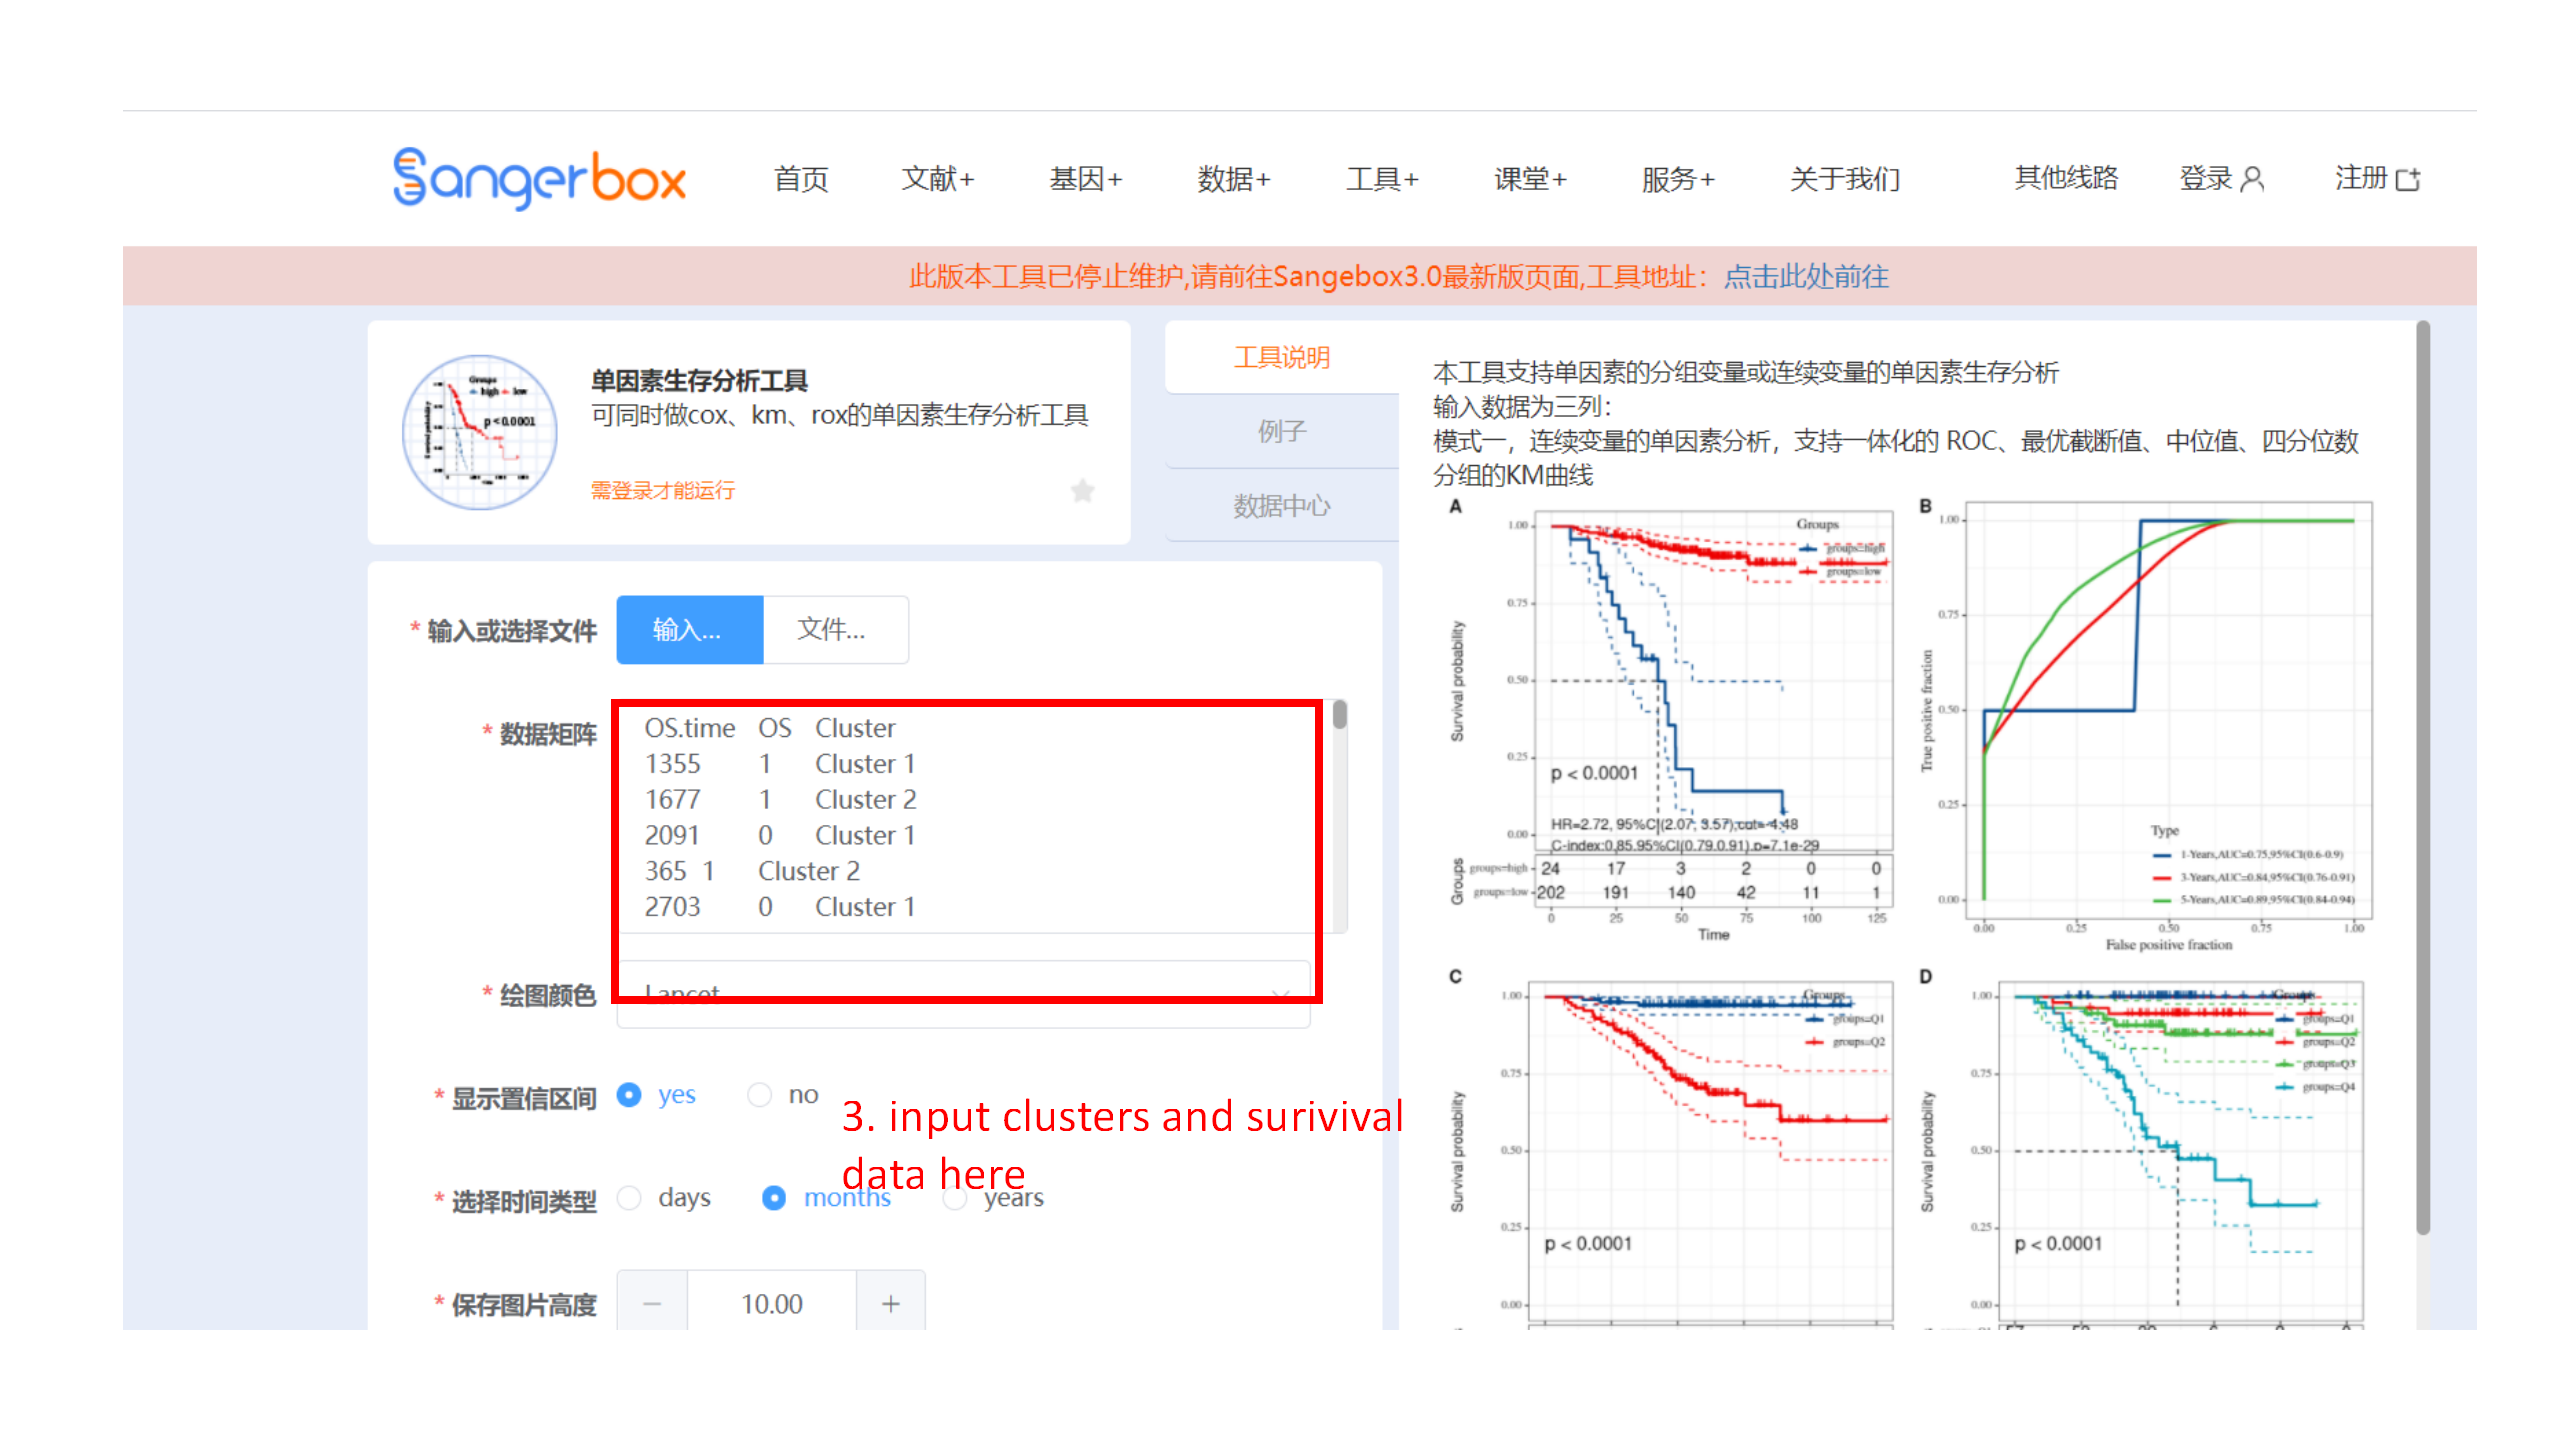 Sangerbox
首页
文献+
基因+
数据+
工具+
课堂+
服务+
关于我们
其他线路
登录
注册
此版本工具已停止维护,请前往Sangebox3.0最新版页面,工具地址：点击此处前往
单因素生存分析工具
可同时做cox、km、rox的单因素生存分析工具
需登录才能运行
Groups
high low
p < 0.0001
工具说明
例子
数据中心
* 输入或选择文件
输入...
文件...
* 数据矩阵
OS.time OS Cluster
1355 1 Cluster 1
1677 1 Cluster 2
2091 0 Cluster 1
365 1 Cluster 2
2703 0 Cluster 1
* 绘图颜色
Lancet
* 显示置信区间
yes
no
3. input clusters and surivival
data here
* 选择时间类型
days
months
years
* 保存图片高度
− 10.00 +
本工具支持单因素的分组变量或连续变量的单因素生存分析
输入数据为三列：
模式一，连续变量的单因素分析，支持一体化的 ROC、最优截断值、中位值、四分位数
分组的KM曲线
A
Survival probability
1.00
0.75
0.50
0.25
0.00
Groups
groups=high
groups=low
p < 0.0001
HR=2.72, 95%CI(2.07, 3.57),cut=-4.48
C-index:0.85,95%CI(0.79,0.91),p=7.1e-29
Groups
groups=high 24 17 3 2 0 0
groups=low 202 191 140 42 11 1
0 25 50 75 100 125
Time
B
True positive fraction
1.00
0.75
0.50
0.25
0.00
Type
1-Years,AUC=0.75,95%CI(0.6-0.9)
3-Years,AUC=0.84,95%CI(0.76-0.91)
5-Years,AUC=0.89,95%CI(0.84-0.94)
0.00 0.25 0.50 0.75 1.00
False positive fraction
C
Survival probability
1.00
0.75
0.50
0.25
0.00
Groups
groups=Q1
groups=Q2
p < 0.0001
D
Survival probability
1.00
0.75
0.50
0.25
0.00
Groups
groups=Q1
groups=Q2
groups=Q3
groups=Q4
p < 0.0001